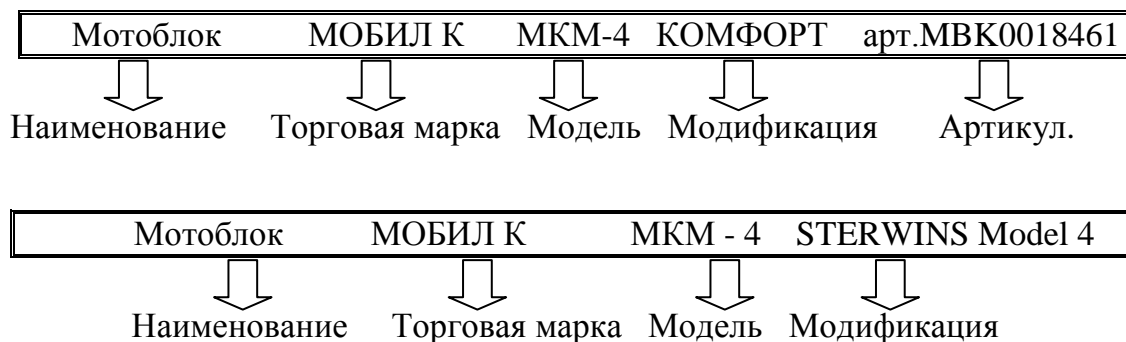 Мотоблок МОБИЛ К МКМ-4 КОМФОРТ арт.МВК0018461
Наименование Торговая марка Модель Модификация Артикул.
Мотоблок МОБИЛ К МКМ - 4 STERWINS Model 4
Наименование Торговая марка Модель Модификация